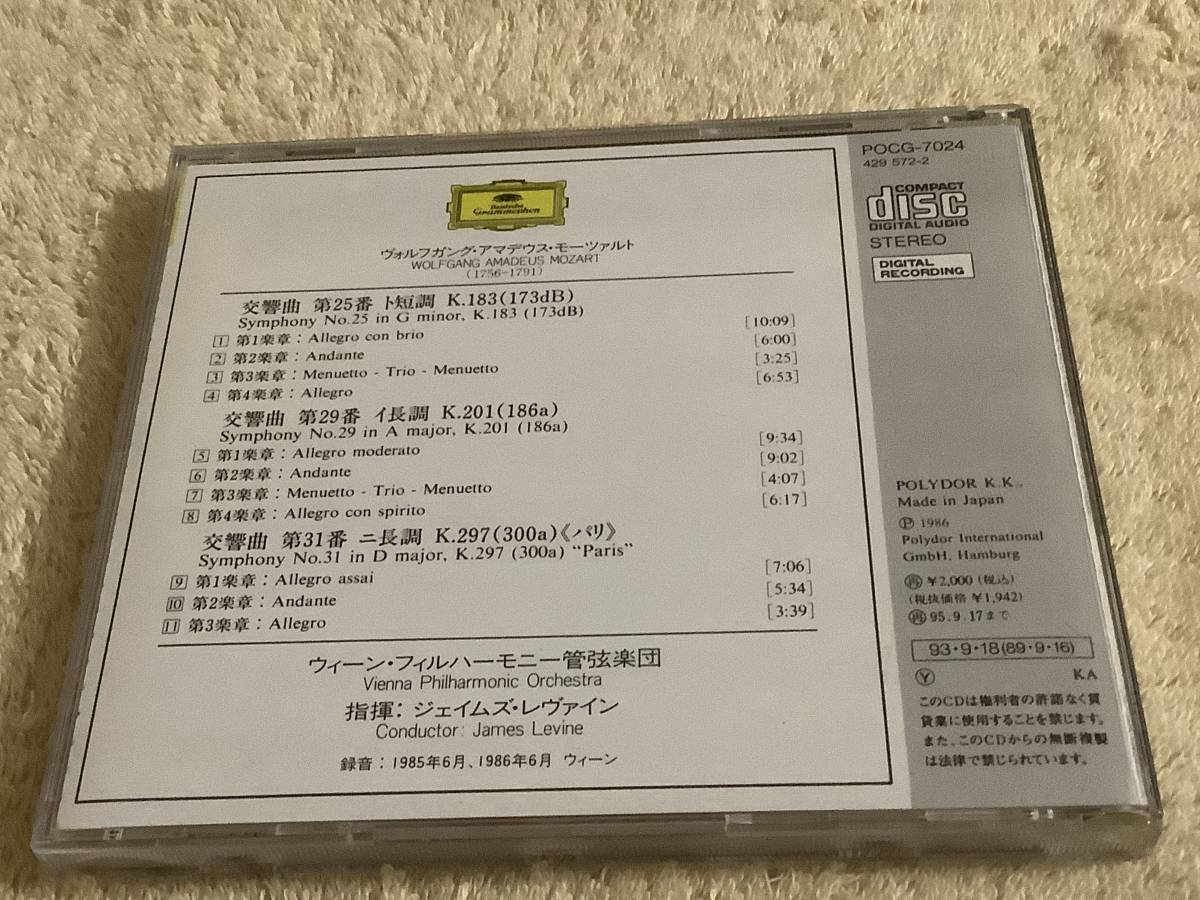 Deutsche
Grammophon
ヴォルフガング・アマデウス・モーツァルト
WOLFGANG AMADEUS MOZART
(1756-1791)
交響曲 第25番 ト短調 K.183(173dB)
Symphony No.25 in G minor, K.183 (173dB)
1 第1楽章：Allegro con brio [10:09]
2 第2楽章：Andante [6:00]
3 第3楽章：Menuetto - Trio - Menuetto [3:25]
4 第4楽章：Allegro [6:53]
交響曲 第29番 イ長調 K.201(186a)
Symphony No.29 in A major, K.201 (186a)
5 第1楽章：Allegro moderato [9:34]
6 第2楽章：Andante [9:02]
7 第3楽章：Menuetto - Trio - Menuetto [4:07]
8 第4楽章：Allegro con spirito [6:17]
交響曲 第31番 ニ長調 K.297(300a)《パリ》
Symphony No.31 in D major, K.297 (300a) "Paris"
9 第1楽章：Allegro assai [7:06]
10 第2楽章：Andante [5:34]
11 第3楽章：Allegro [3:39]
ウィーン・フィルハーモニー管弦楽団
Vienna Philharmonic Orchestra
指揮：ジェイムズ・レヴァイン
Conductor: James Levine
録音：1985年6月、1986年6月 ウィーン
POCG-7024
429 572-2
COMPACT
disc
DIGITAL AUDIO
STEREO
DIGITAL
RECORDING
POLYDOR K.K.,
Made in Japan
Ⓟ 1986
Polydor International
GmbH, Hamburg
再 ¥2,000 (税込)
(税抜価格 ¥1,942)
再 95.9.17まで
93・9・18(89・9・16)
Ⓨ KA
このCDは権利者の許諾なく賃
貸業に使用することを禁じます。
また、このCDからの無断複製
は法律で禁じられています。